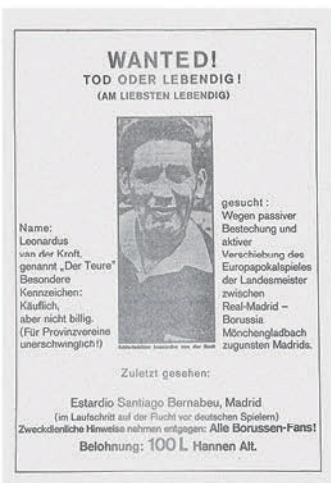 WANTED!
TOD ODER LEBENDIG!
(AM LIEBSTEN LEBENDIG)
Name:
Leonardus
van der Kroft,
genannt „Der Teure"
Besondere
Kennzeichen:
Käuflich,
aber nicht billig.
(Für Provinzvereine
unerschwinglich!)
gesucht:
Wegen passiver
Bestechung und
aktiver
Verschiebung des
Europapokalspieles
der Landesmeister
zwischen
Real-Madrid –
Borussia
Mönchengladbach
zugunsten Madrids.
Zuletzt gesehen:
Estardio Santiago Bernabeu, Madrid
(im Laufschritt auf der Flucht vor deutschen Spielern)
Zweckdienliche Hinweise nehmen entgegen: Alle Borussen-Fans!
Belohnung: 100 L Hannen Alt.